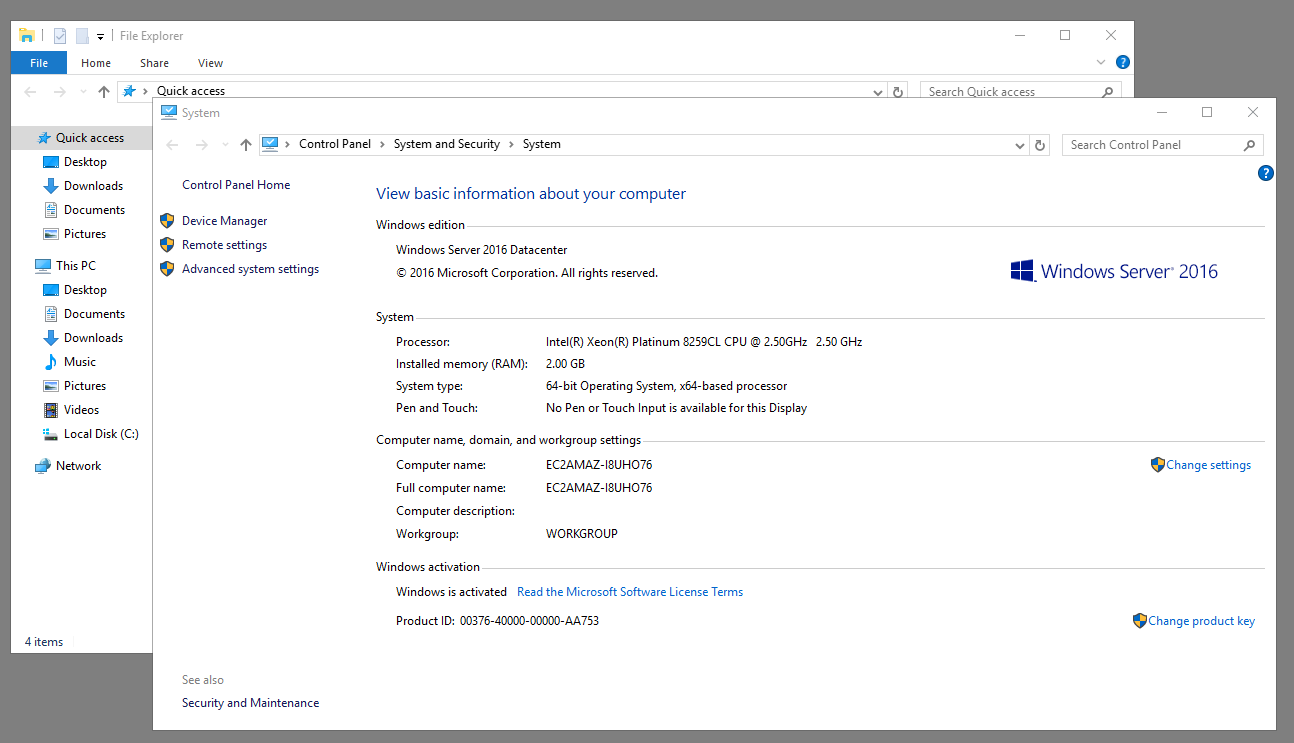 File Explorer
File Home Share View
Quick access Search Quick access
Quick access
Desktop
Downloads
Documents
Pictures
This PC
Desktop
Documents
Downloads
Music
Pictures
Videos
Local Disk (C:)
Network
4 items
System
Control Panel System and Security System Search Control Panel
Control Panel Home
Device Manager
Remote settings
Advanced system settings
See also
Security and Maintenance
View basic information about your computer
Windows edition
Windows Server 2016 Datacenter
© 2016 Microsoft Corporation. All rights reserved.
Windows Server® 2016
System
Processor: Intel(R) Xeon(R) Platinum 8259CL CPU @ 2.50GHz 2.50 GHz
Installed memory (RAM): 2.00 GB
System type: 64-bit Operating System, x64-based processor
Pen and Touch: No Pen or Touch Input is available for this Display
Computer name, domain, and workgroup settings
Computer name: EC2AMAZ-I8UHO76 Change settings
Full computer name: EC2AMAZ-I8UHO76
Computer description:
Workgroup: WORKGROUP
Windows activation
Windows is activated Read the Microsoft Software License Terms
Product ID: 00376-40000-00000-AA753 Change product key